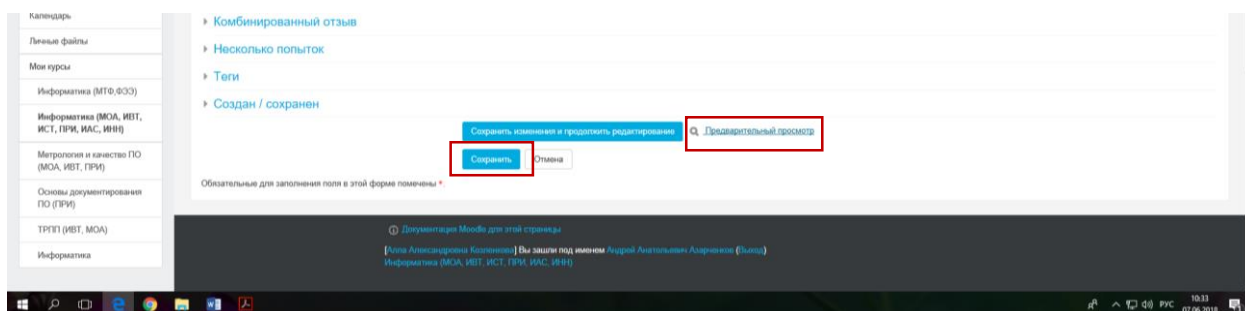 Календарь
Личные файлы
Мои курсы
Информатика (МТФ,ФЭЭ)
Информатика (МОА, ИВТ,
ИСТ, ПРИ, ИАС, ИНН)
Метрология и качество ПО
(МОА, ИВТ, ПРИ)
Основы документирования
ПО (ПРИ)
ТРПП (ИВТ, МОА)
Информатика
Комбинированный отзыв
Несколько попыток
Теги
Создан / сохранен
Сохранить изменения и продолжить редактирование Предварительный просмотр
Сохранить Отмена
Обязательные для заполнения поля в этой форме помечены *.
Документация Moodle для этой страницы
[Алла Александровна Козленкова] Вы зашли под именем Андрей Анатольевич Азарченков (Выход)
Информатика (МОА, ИВТ, ИСТ, ПРИ, ИАС, ИНН)
РУС 10:33
07.06.2018